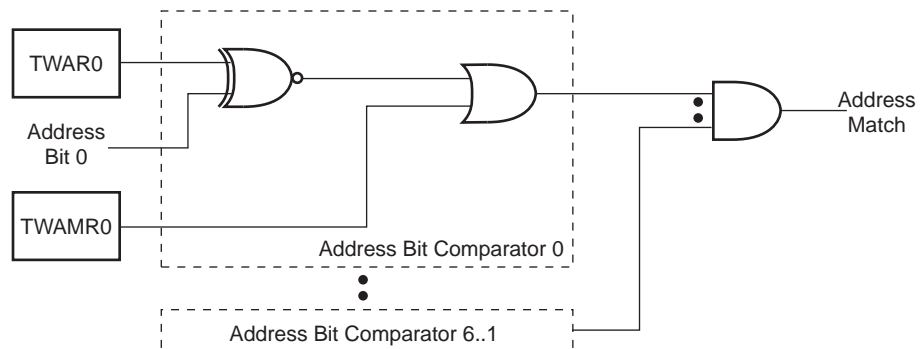 TWAR0
Address
Bit 0
TWAMR0
Address Bit Comparator 0
Address Bit Comparator 6..1
Address
Match